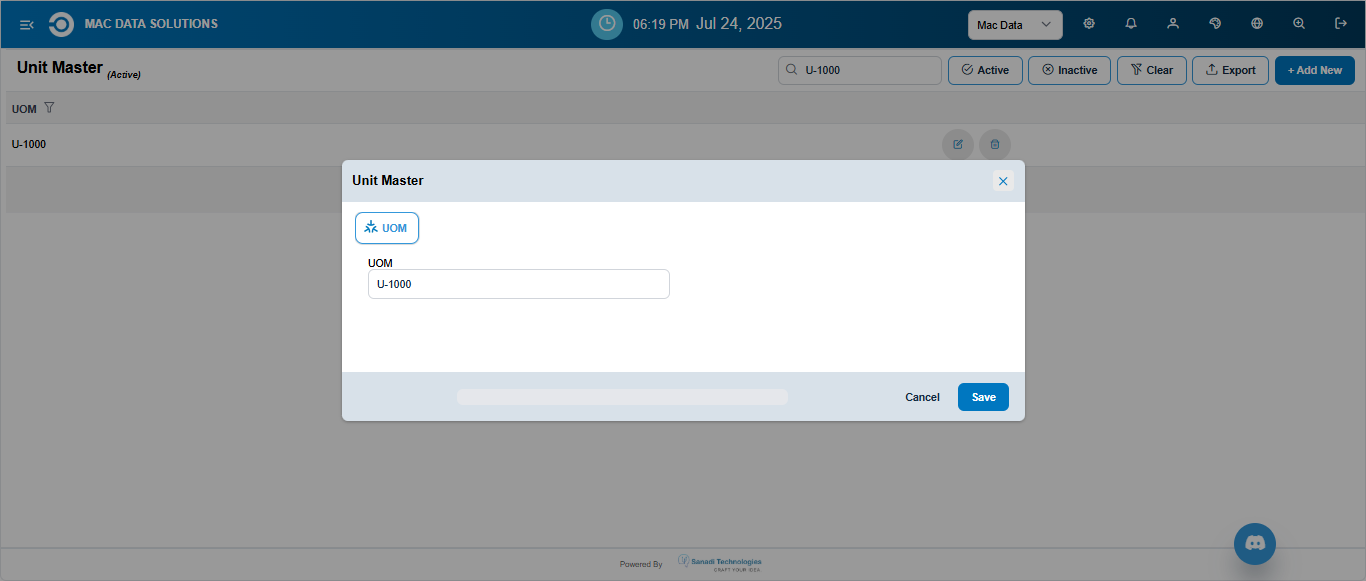 MAC DATA SOLUTIONS
06:19 PM Jul 24, 2025
Mac Data
Unit Master (Active)
U-1000
Active
Inactive
Clear
Export
+ Add New
UOM
U-1000
Unit Master
UOM
UOM
U-1000
Cancel
Save
Powered By
Sanadi Technologies
CRAFT YOUR IDEA